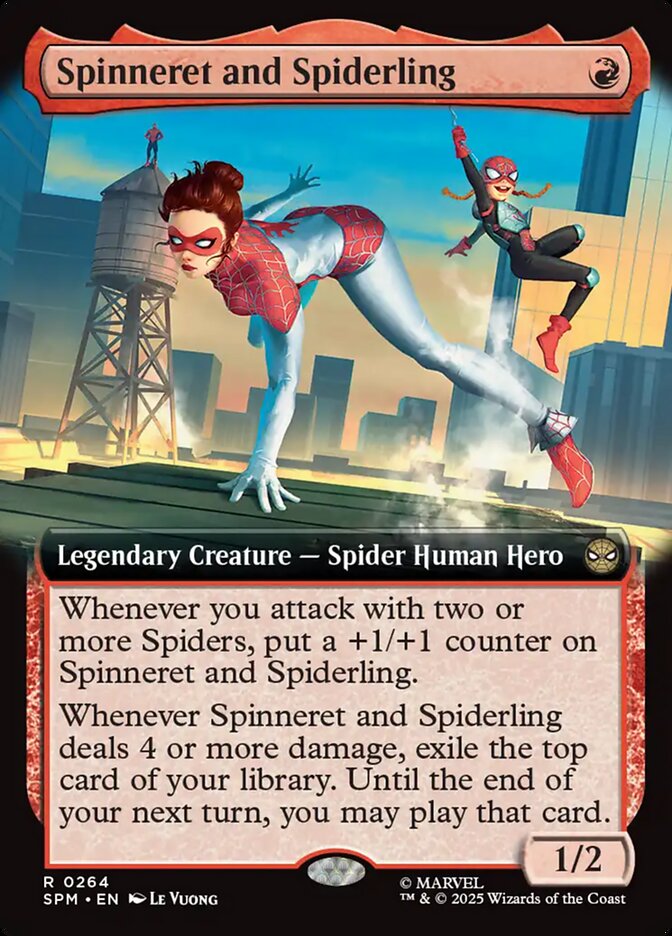 Spinneret and Spiderling
Legendary Creature — Spider Human Hero
Whenever you attack with two or
more Spiders, put a +1/+1 counter on
Spinneret and Spiderling.
Whenever Spinneret and Spiderling
deals 4 or more damage, exile the top
card of your library. Until the end of
your next turn, you may play that card.
1/2
R 0264
SPM • EN Le Vuong
© MARVEL
™ & © 2025 Wizards of the Coast